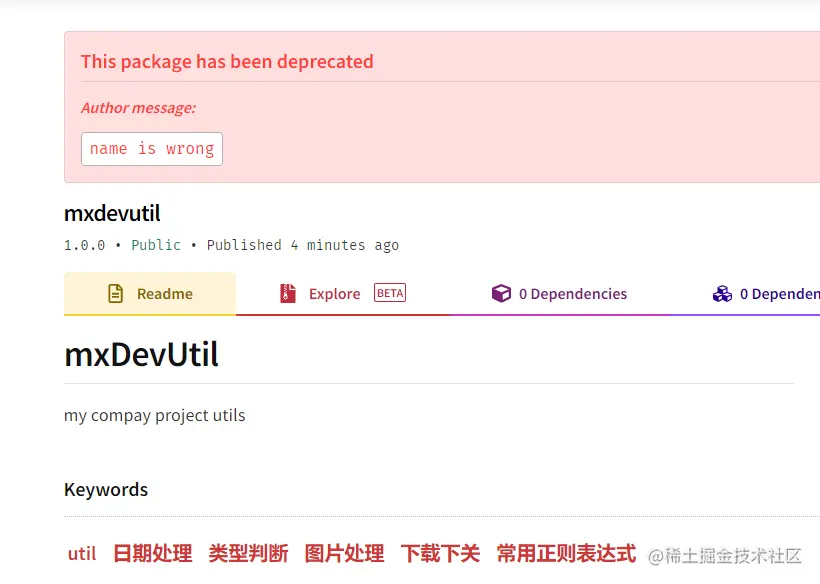 This package has been deprecated
Author message:
name is wrong
mxdevutil
1.0.0 • Public • Published 4 minutes ago
Readme Explore BETA 0 Dependencies 0 Dependen
mxDevUtil
my compay project utils
Keywords
util 日期处理 类型判断 图片处理 下载下关 常用正则表达式
@稀土掘金技术社区